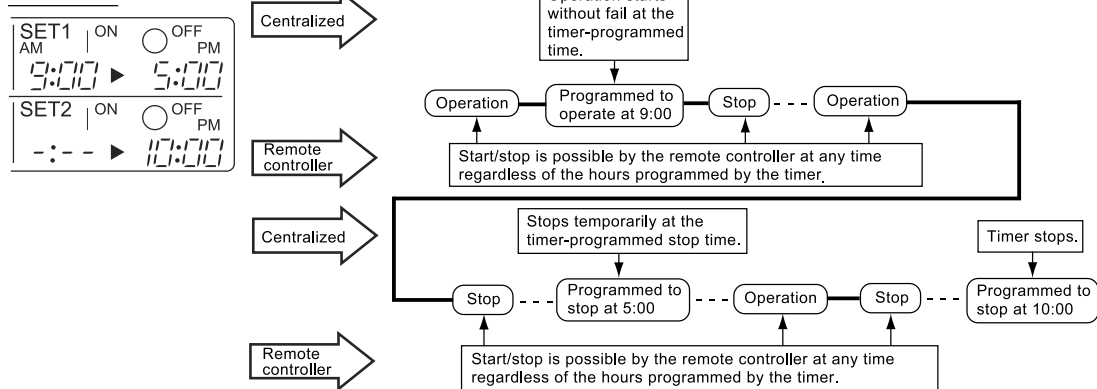 SET1 ON OFF
AM PM
9:00 ▶ 5:00
SET2 ON OFF
PM
-:-- ▶ 10:00
Centralized
without fail at the
timer-programmed
time.
Operation
Programmed to
operate at 9:00
Stop
Operation
Remote
controller
Start/stop is possible by the remote controller at any time
regardless of the hours programmed by the timer.
Centralized
Stops temporarily at the
timer-programmed stop time.
Timer stops.
Stop
Programmed to
stop at 5:00
Operation
Stop
Programmed to
stop at 10:00
Remote
controller
Start/stop is possible by the remote controller at any time
regardless of the hours programmed by the timer.